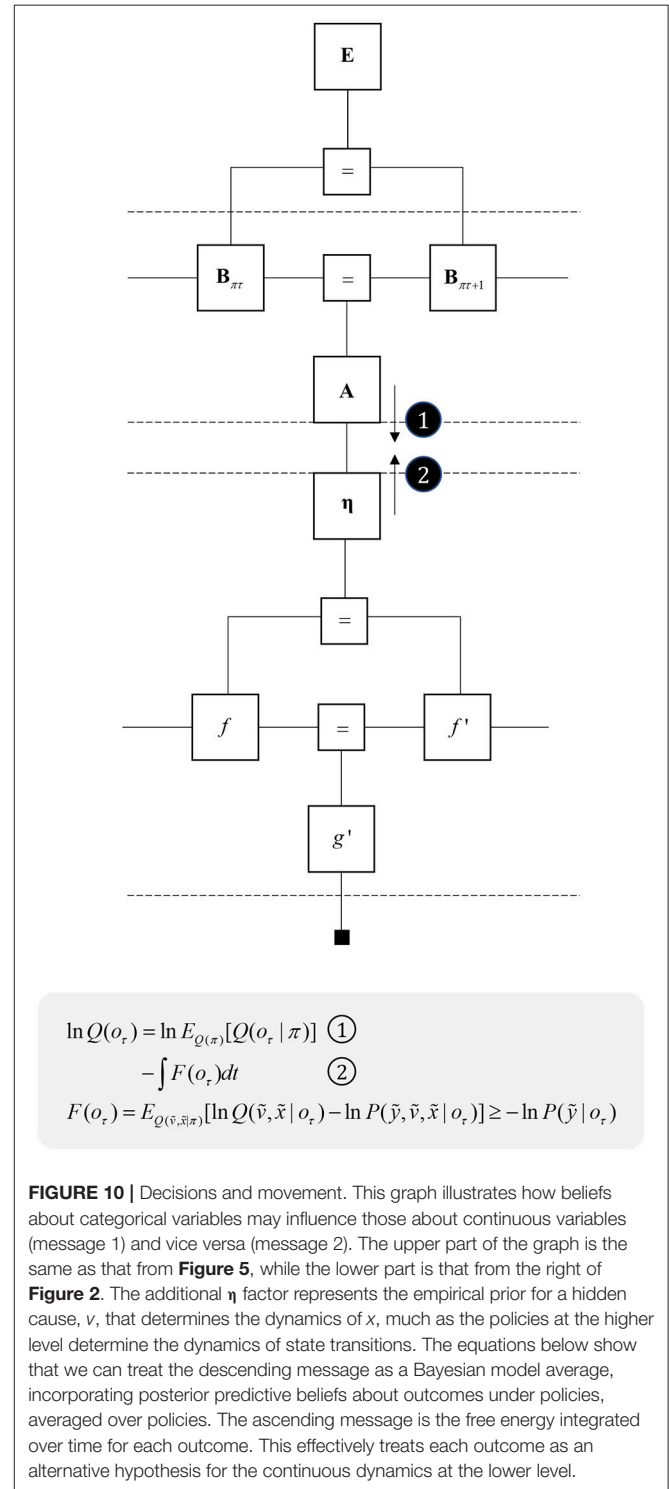 E
=
B_{πτ}
=
B_{πτ+1}
A
1
2
η
=
f
=
f '
g '
ln Q(o_τ) = ln E_{Q(π)}[Q(o_τ | π)] ①
−∫F(o_τ)dt ②
F(o_τ) = E_{Q(ṽ,x̃|π)}[ln Q(ṽ, x̃ | o_τ) − ln P(ỹ, ṽ, x̃ | o_τ)] ≥ −ln P(ỹ | o_τ)
FIGURE 10 | Decisions and movement. This graph illustrates how beliefs
about categorical variables may influence those about continuous variables
(message 1) and vice versa (message 2). The upper part of the graph is the
same as that from Figure 5, while the lower part is that from the right of
Figure 2. The additional η factor represents the empirical prior for a hidden
cause, v, that determines the dynamics of x, much as the policies at the higher
level determine the dynamics of state transitions. The equations below show
that we can treat the descending message as a Bayesian model average,
incorporating posterior predictive beliefs about outcomes under policies,
averaged over policies. The ascending message is the free energy integrated
over time for each outcome. This effectively treats each outcome as an
alternative hypothesis for the continuous dynamics at the lower level.